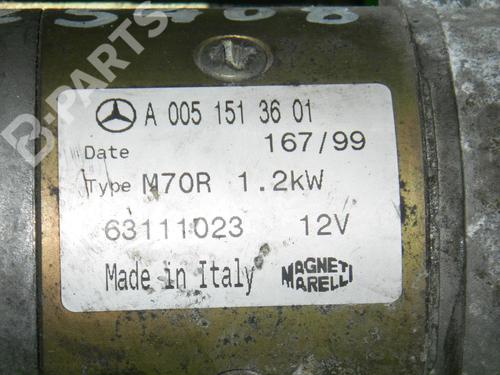 B-PARTS
A 005 151 36 01
Date 167/99
Type M70R 1.2kW
63111023 12V
Made in Italy MAGNETI MARELLI